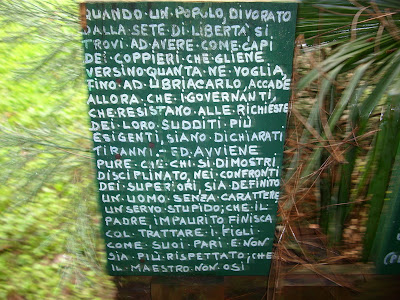 QUANDO·UN·POPOLO, DIVORATO
DALLA·SETE·DI·LIBERTA', SI
TROVI·AD·AVERE·COME·CAPI
DEI·COPPIERI·CHE·GLIENE
VERSINO·QUANTA·NE·VOGLIA,
FINO·AD·UBRIACARLO, ACCADE
ALLORA·CHE·I GOVERNANTI,
CHE·RESISTANO·ALLE·RICHIESTE
DEI·LORO·SUDDITI·PIÙ
ESIGENTI, SIANO·DICHIARATI
TIRANNI.-ED·AVVIENE
PURE·CHE·CHI·SI·DIMOSTRI,
DISCIPLINATO, NEI·CONFRONTI
DEI·SUPERIORI, SIA·DEFINITO
UN·UOMO·SENZA·CARATTERE
UN·SERVO·STUPIDO; CHE·IL
PADRE, IMPAURITO·FINISCA
COL·TRATTARE·I·FIGLI
COME·SUOI·PARI·E·NON
SIA·PIÙ·RISPETTATO; CHE
IL·MAESTRO·NON·OSI